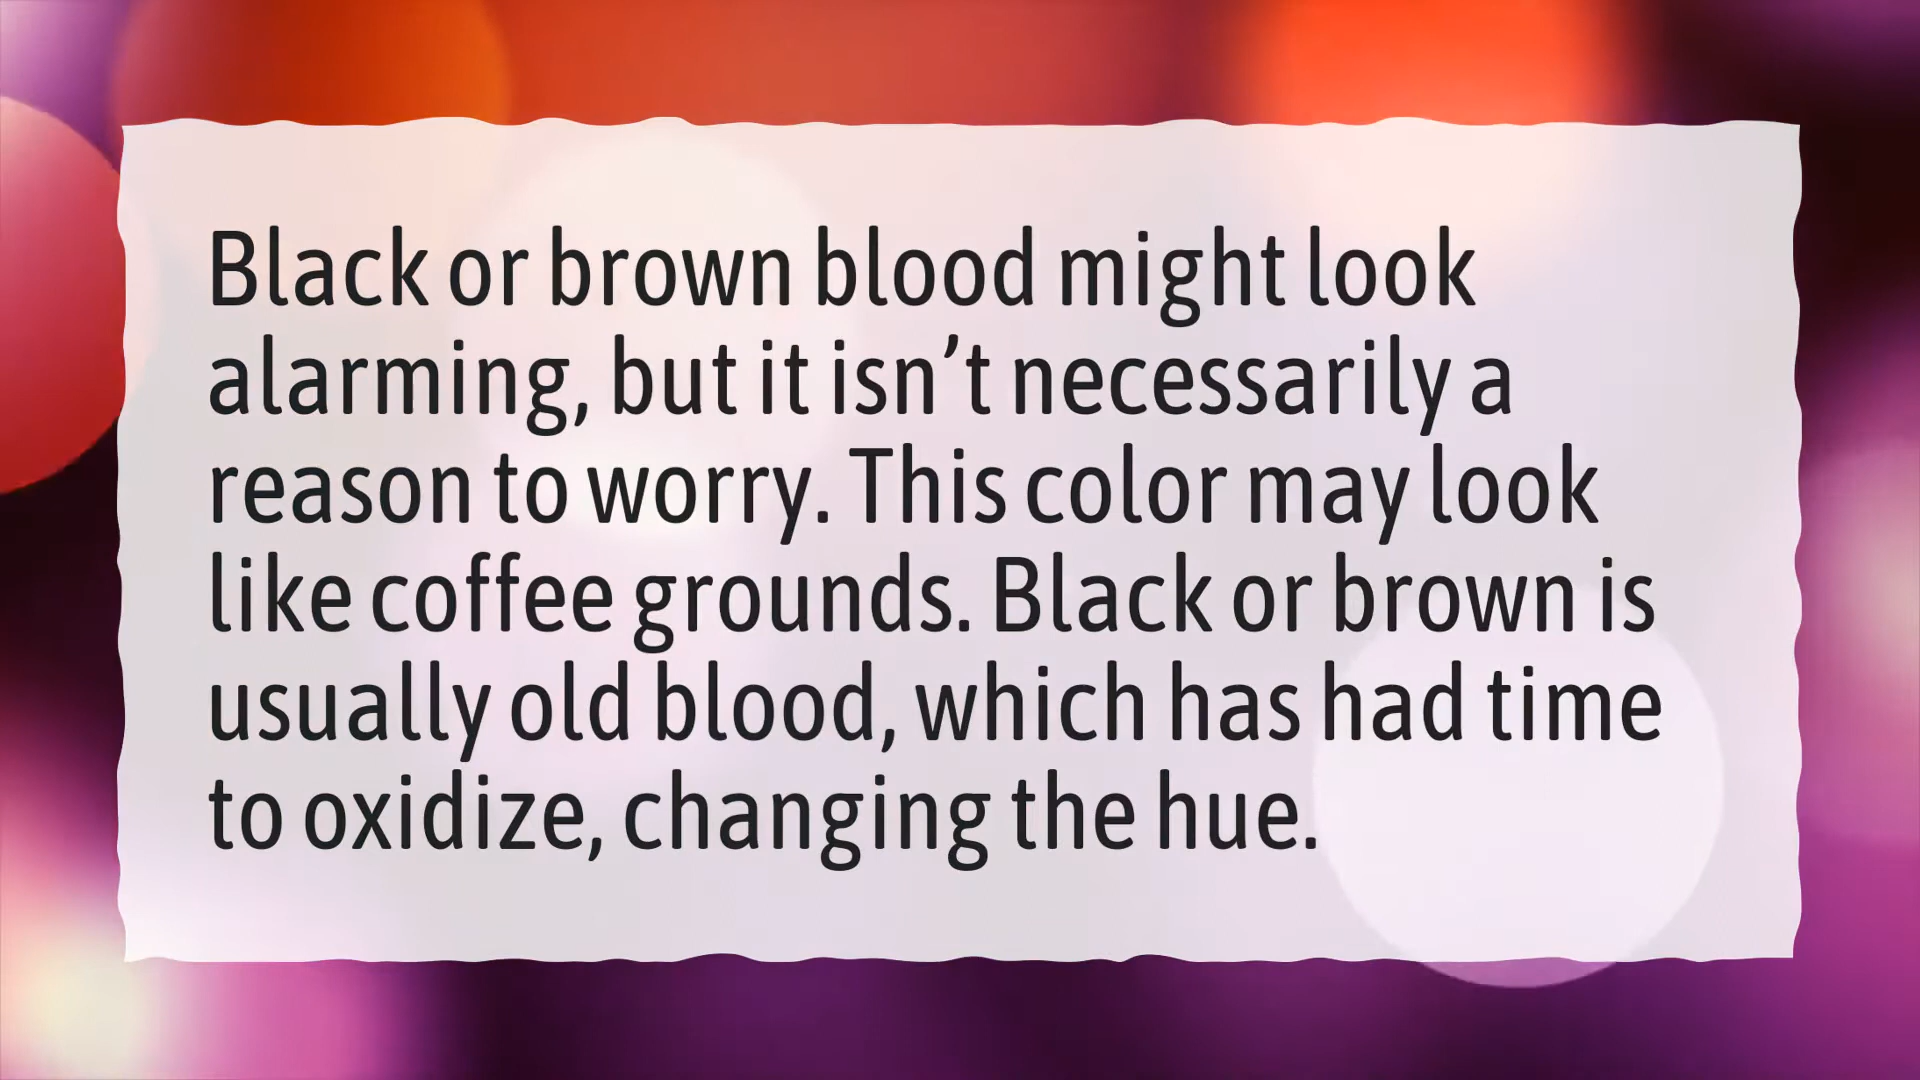 Black or brown blood might look
alarming, but it isn’t necessarily a
reason to worry. This color may look
like coffee grounds. Black or brown is
usually old blood, which has had time
to oxidize, changing the hue.